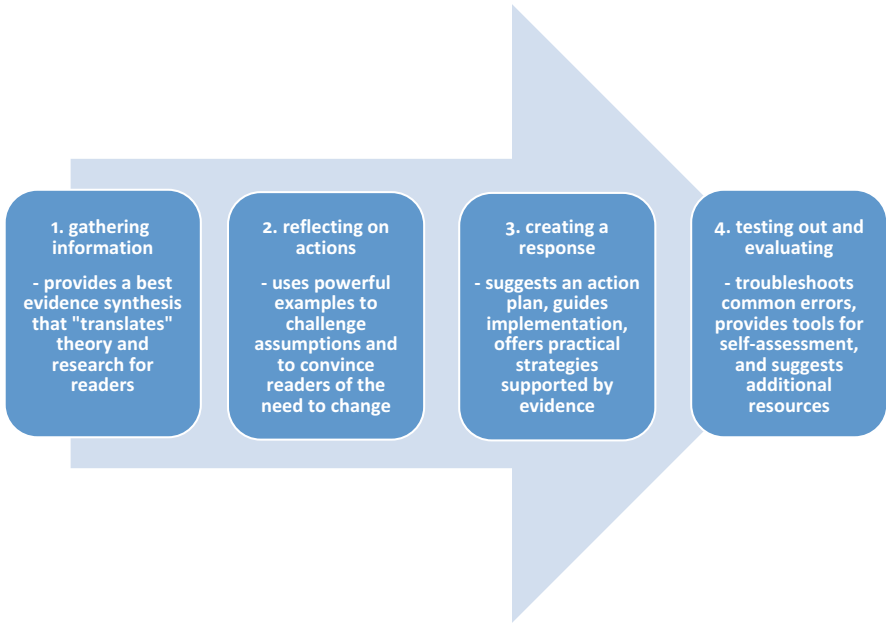 1. gathering
information
- provides a best
evidence synthesis
that "translates"
theory and
research for
readers
2. reflecting on
actions
- uses powerful
examples to
challenge
assumptions and
to convince
readers of the
need to change
3. creating a
response
- suggests an action
plan, guides
implementation,
offers practical
strategies
supported by
evidence
4. testing out and
evaluating
- troubleshoots
common errors,
provides tools for
self-assessment,
and suggests
additional
resources